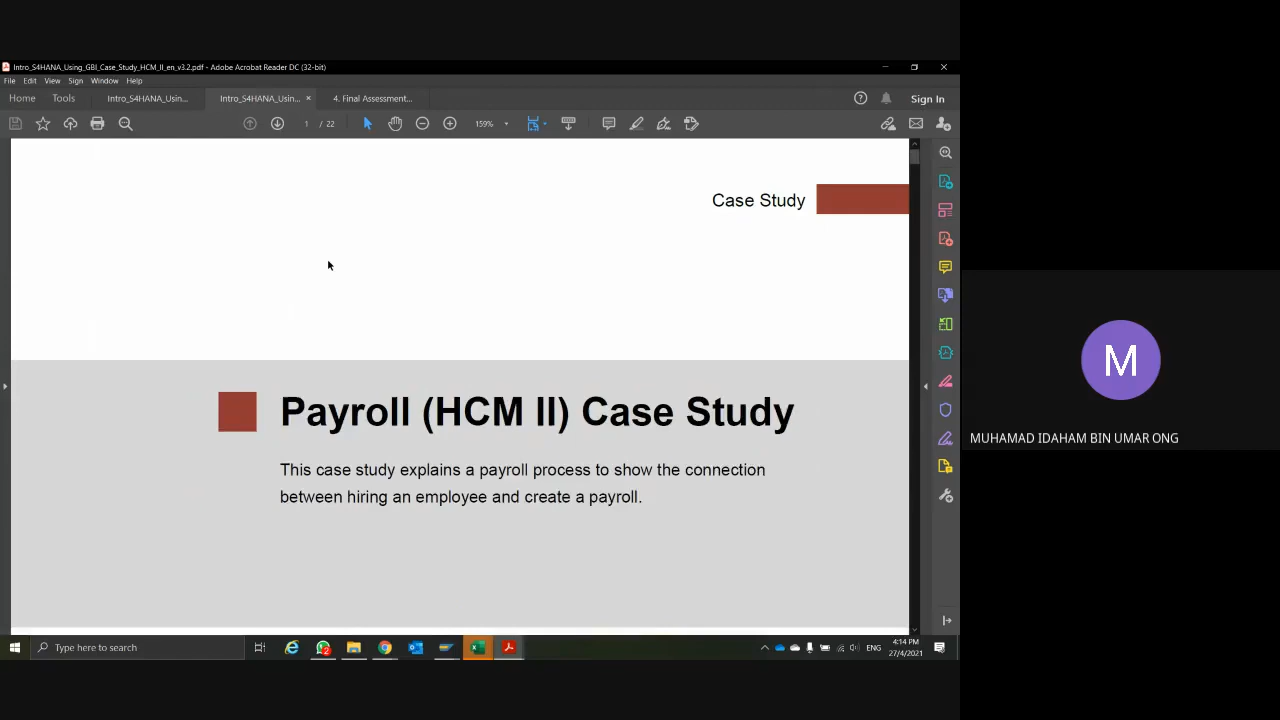 Intro_S4HANA_Using_GBI_Case_Study_HCM_II_en_v3.2.pdf - Adobe Acrobat Reader DC (32-bit)
File Edit View Sign Window Help
Home Tools Intro_S4HANA_Usin... Intro_S4HANA_Usin... × 4. Final Assessment... Sign In
1 / 22 159%
Case Study
Payroll (HCM II) Case Study
This case study explains a payroll process to show the connection
between hiring an employee and create a payroll.
M
MUHAMAD IDAHAM BIN UMAR ONG
Type here to search
2
ENG
4:14 PM
27/4/2021